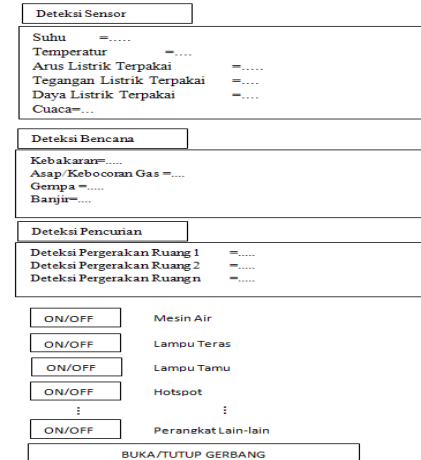 Deteksi Sensor
Suhu =.....
Temperatur =....
Arus Listrik Terpakai =....
Tegangan Listrik Terpakai =....
Daya Listrik Terpakai =....
Cuaca=...
Deteksi Bencana
Kebakaran=.....
Asap/Kebocoran Gas =....
Gempa =.....
Banjir=....
Deteksi Pencurian
Deteksi Pergerakan Ruang 1 =.....
Deteksi Pergerakan Ruang 2 =.....
Deteksi Pergerakan Ruang n =.....
ON/OFF Mesin Air
ON/OFF Lampu Teras
ON/OFF Lampu Tamu
ON/OFF Hotspot
⋮ ⋮
ON/OFF Perangkat Lain-lain
BUKA/TUTUP GERBANG